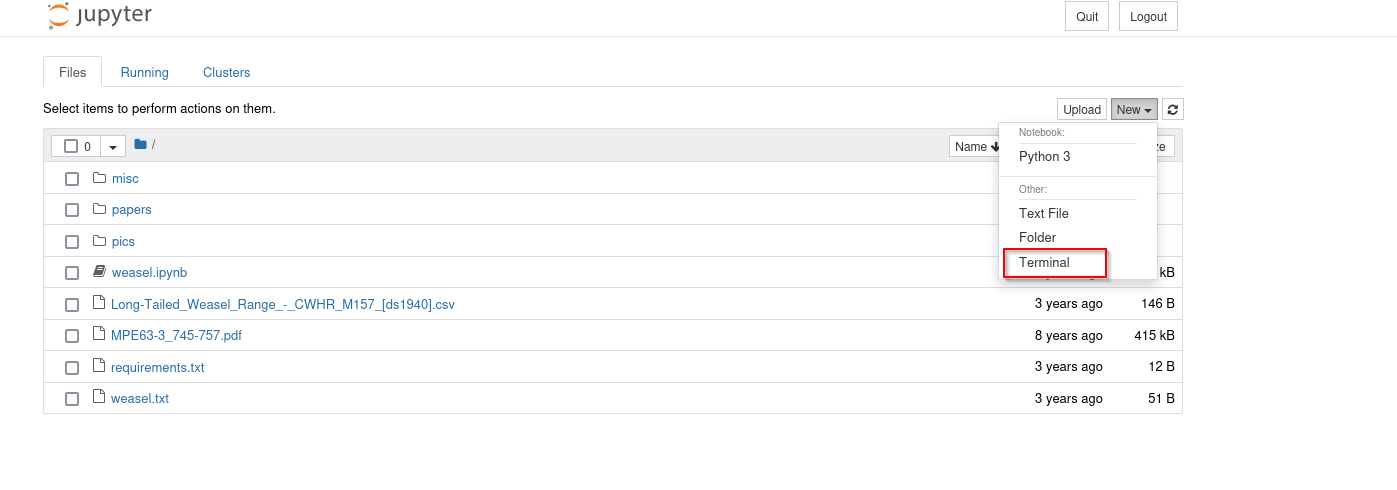 jupyter
Quit Logout
Files Running Clusters
Select items to perform actions on them.
Upload New
0 / Name ze
Notebook:
Python 3
misc
Other:
papers
Text File
Folder
pics
Terminal
weasel.ipynb kB
Long-Tailed_Weasel_Range_-_CWHR_M157_[ds1940].csv 3 years ago 146 B
MPE63-3_745-757.pdf 8 years ago 415 kB
requirements.txt 3 years ago 12 B
weasel.txt 3 years ago 51 B